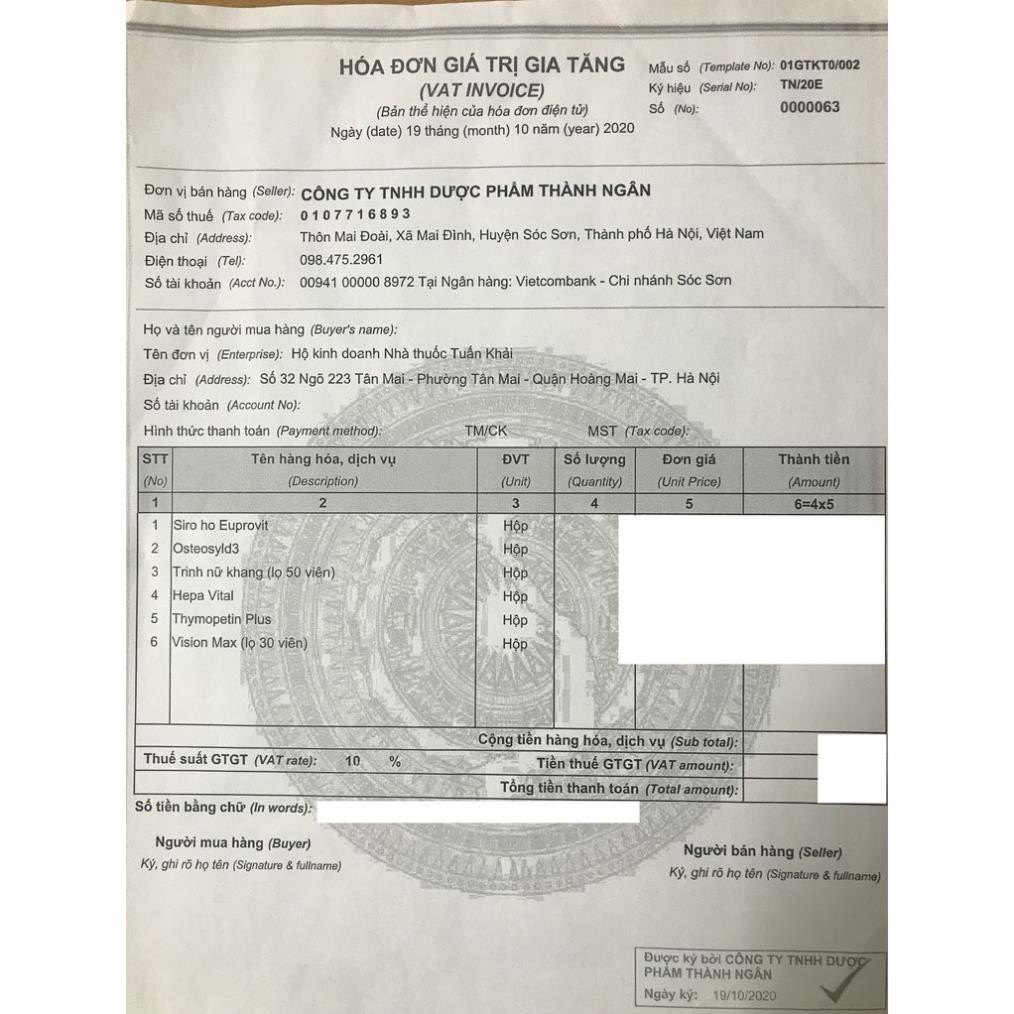 HÓA ĐƠN GIÁ TRỊ GIA TĂNG
(VAT INVOICE)
(Bản thể hiện của hóa đơn điện tử)
Ngày (date) 19 tháng (month) 10 năm (year) 2020
Mẫu số (Template No): 01GTKT0/002
Ký hiệu (Serial No): TN/20E
Số (No): 0000063
Đơn vị bán hàng (Seller): CÔNG TY TNHH DƯỢC PHẨM THÀNH NGÂN
Mã số thuế (Tax code): 0107716893
Địa chỉ (Address): Thôn Mai Đoài, Xã Mai Đình, Huyện Sóc Sơn, Thành phố Hà Nội, Việt Nam
Điện thoại (Tel): 098.475.2961
Số tài khoản (Acct No.): 00941 00000 8972 Tại Ngân hàng: Vietcombank - Chi nhánh Sóc Sơn
Họ và tên người mua hàng (Buyer's name):
Tên đơn vị (Enterprise): Hộ kinh doanh Nhà thuốc Tuấn Khải
Địa chỉ (Address): Số 32 Ngõ 223 Tân Mai - Phường Tân Mai - Quận Hoàng Mai - TP. Hà Nội
Số tài khoản (Account No):
Hình thức thanh toán (Payment method): TM/CK MST (Tax code):
STT Tên hàng hóa, dịch vụ ĐVT Số lượng Đơn giá Thành tiền
(No) (Description) (Unit) (Quantity) (Unit Price) (Amount)
1 2 3 4 5 6=4x5
1 Siro ho Euprovit Hộp
2 Osteosyld3 Hộp
3 Trinh nữ khang (lọ 50 viên) Hộp
4 Hepa Vital Hộp
5 Thymopetin Plus Hộp
6 Vision Max (lọ 30 viên) Hộp
Cộng tiền hàng hóa, dịch vụ (Sub total):
Thuế suất GTGT (VAT rate): 10 % Tiền thuế GTGT (VAT amount):
Tổng tiền thanh toán (Total amount):
Số tiền bằng chữ (In words):
Người mua hàng (Buyer)
Ký, ghi rõ họ tên (Signature & fullname)
Người bán hàng (Seller)
Ký, ghi rõ họ tên (Signature & fullname)
Được ký bởi CÔNG TY TNHH DƯỢC
PHẨM THÀNH NGÂN
Ngày ký: 19/10/2020